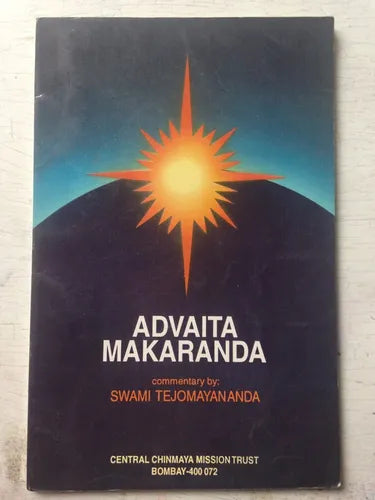 ADVAITA
MAKARANDA
commentary by:
SWAMI TEJOMAYANANDA
CENTRAL CHINMAYA MISSION TRUST
BOMBAY-400 072